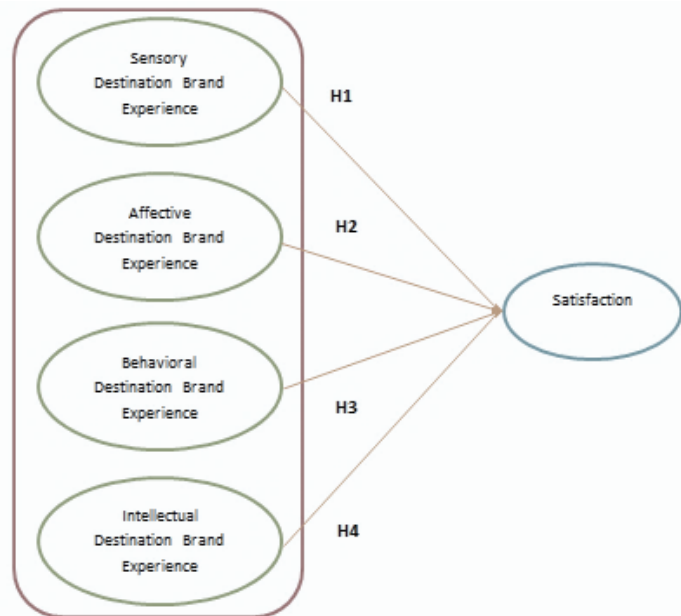 Sensory
Destination Brand
Experience
H1
Affective
Destination Brand
Experience
H2
Satisfaction
Behavioral
Destination Brand
Experience
H3
Intellectual
Destination Brand
Experience
H4